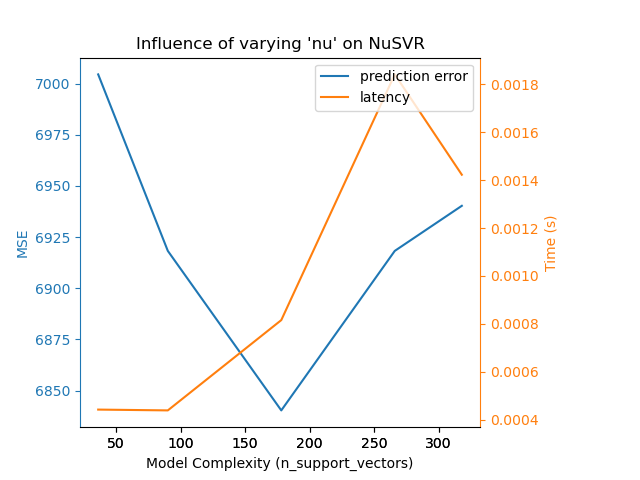 Influence of varying 'nu' on NuSVR
prediction error
latency
7000
6975
6950
6925
6900
6875
6850
MSE
0.0018
0.0016
0.0014
0.0012
0.0010
0.0008
0.0006
0.0004
Time (s)
50 100 150 200 250 300
Model Complexity (n_support_vectors)